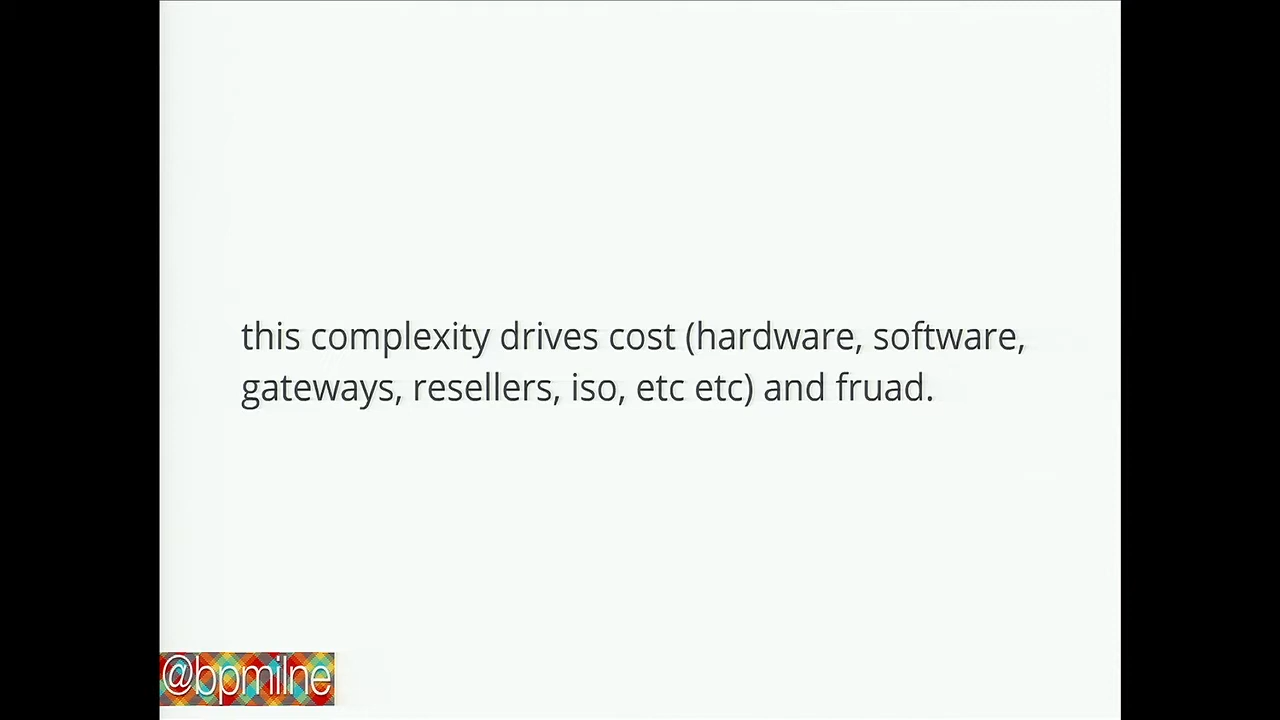 this complexity drives cost (hardware, software,
gateways, resellers, iso, etc etc) and fruad.
@bpmilne